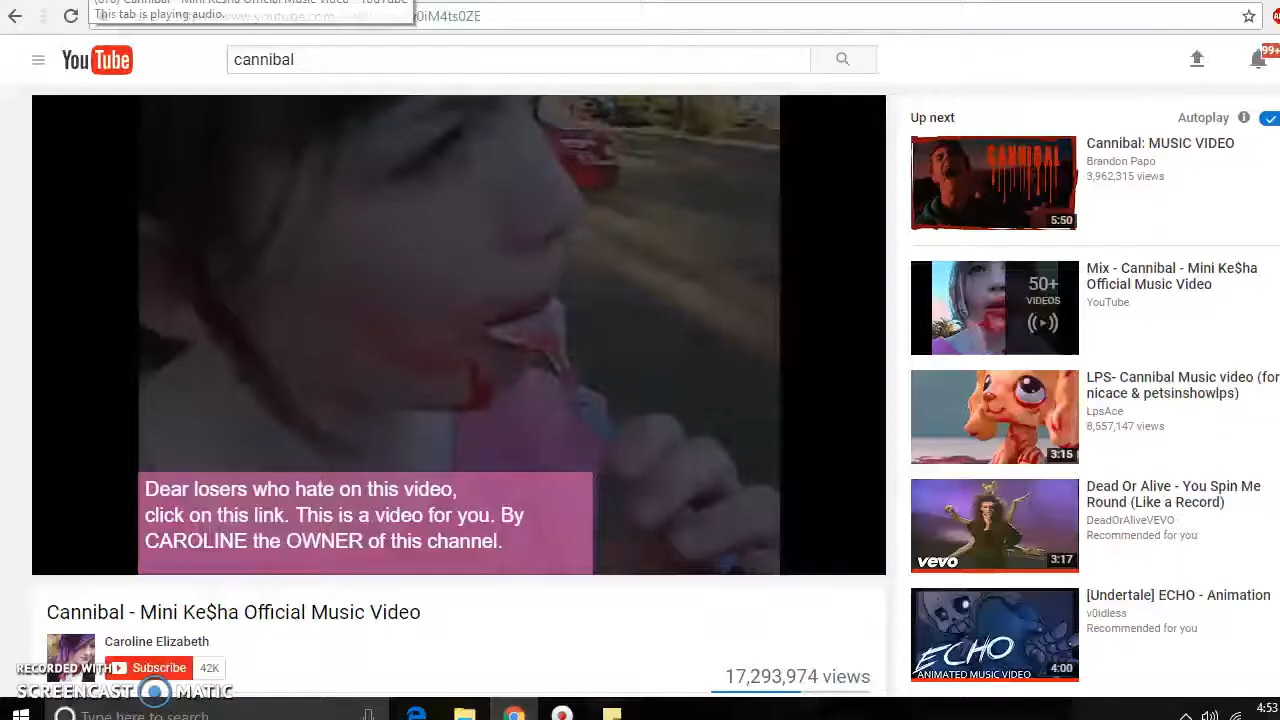 This tab is playing audio.
0iM4ts0ZE
YouTube
cannibal
99+
Dear losers who hate on this video,
click on this link. This is a video for you. By
CAROLINE the OWNER of this channel.
Cannibal - Mini Ke$ha Official Music Video
Caroline Elizabeth
Subscribe 42K
17,293,974 views
Up next
Autoplay
CANNIBAL
5:50
Cannibal: MUSIC VIDEO
Brandon Papo
3,962,315 views
50+
VIDEOS
Mix - Cannibal - Mini Ke$ha
Official Music Video
YouTube
3:15
LPS- Cannibal Music video (for
nicace & petsinshowlps)
LpsAce
8,557,147 views
vevo
3:17
Dead Or Alive - You Spin Me
Round (Like a Record)
DeadOrAliveVEVO
Recommended for you
ECHO
4:00
ANIMATED MUSIC VIDEO
[Undertale] ECHO - Animation
v0idless
Recommended for you
RECORDED WITH
SCREENCAST MATIC
Type here to search
4:53